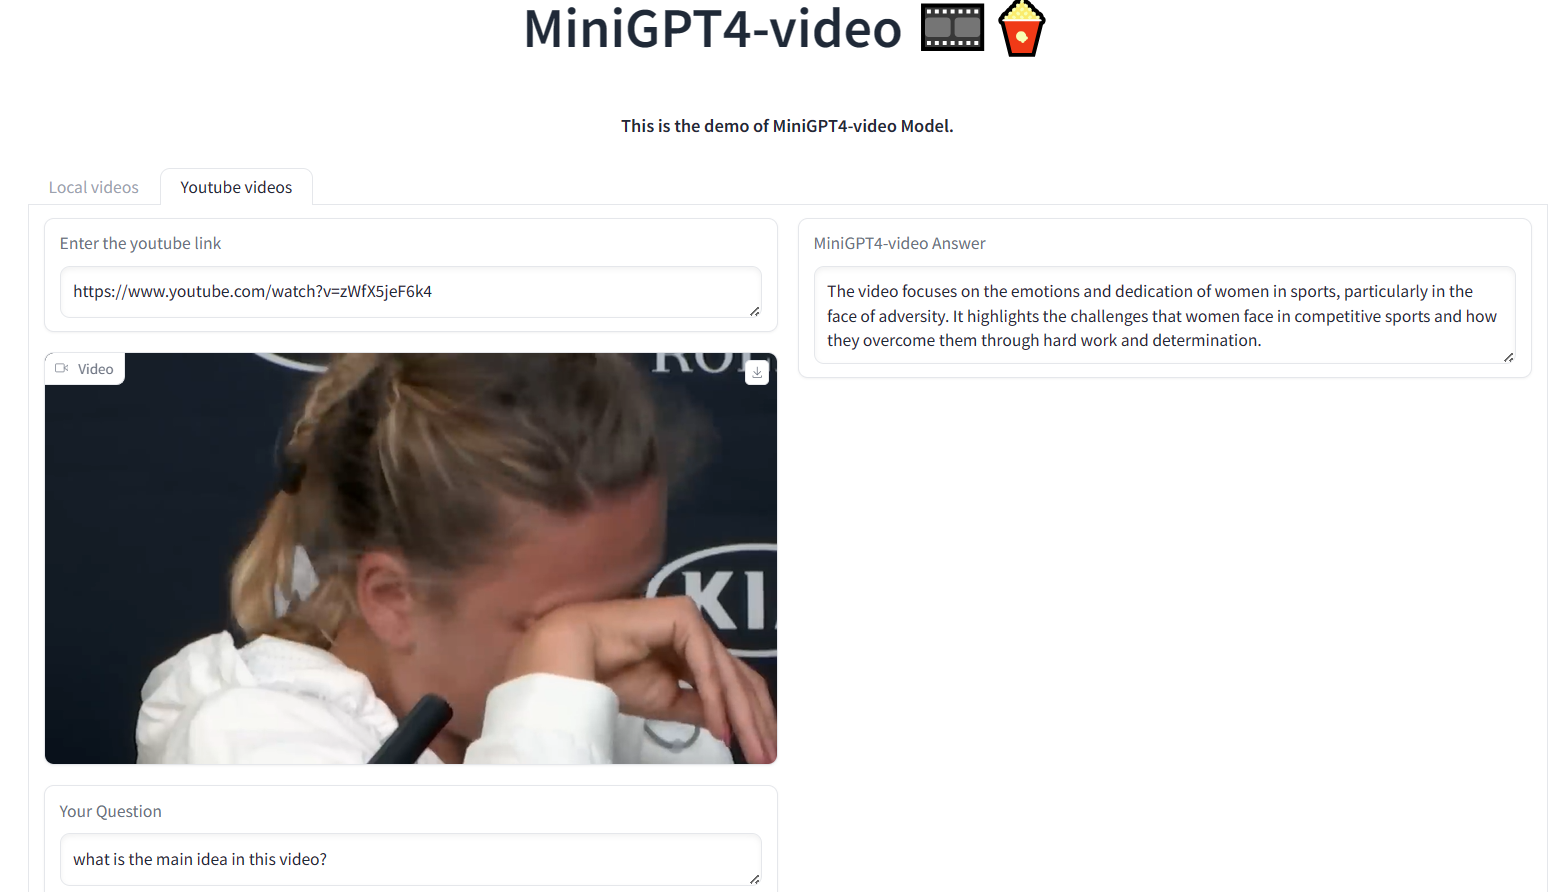 MiniGPT4-video
This is the demo of MiniGPT4-video Model.
Local videos
Youtube videos
Enter the youtube link
https://www.youtube.com/watch?v=zWfX5jeF6k4
MiniGPT4-video Answer
The video focuses on the emotions and dedication of women in sports, particularly in the
face of adversity. It highlights the challenges that women face in competitive sports and how
they overcome them through hard work and determination.
Video
KI
Your Question
what is the main idea in this video?